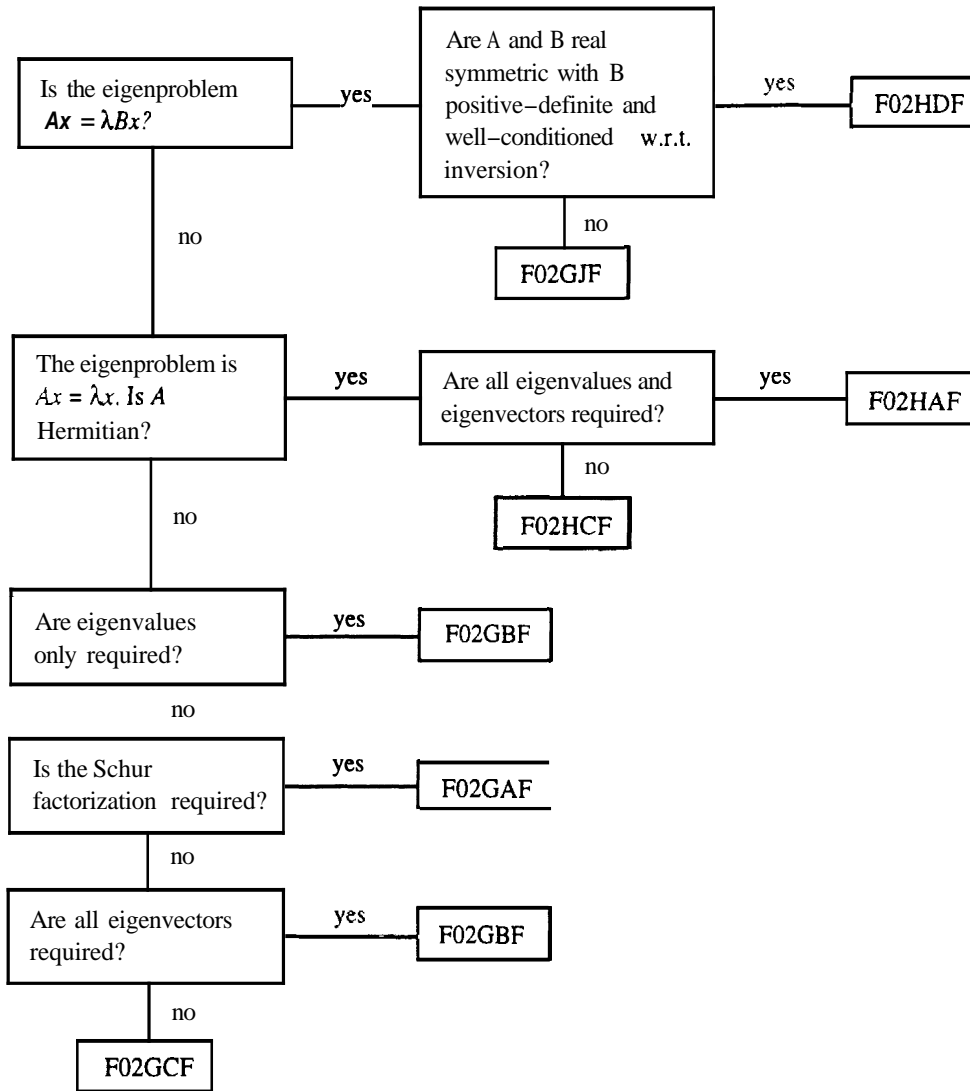 Is the eigenproblem
Ax = λBx?
yes
Are A and B real
symmetric with B
positive-definite and
well-conditioned w.r.t.
inversion?
yes
F02HDF
no
no
F02GJF
The eigenproblem is
Ax = λx. Is A
Hermitian?
yes
Are all eigenvalues and
eigenvectors required?
yes
F02HAF
no
no
F02HCF
Are eigenvalues
only required?
yes
F02GBF
no
Is the Schur
factorization required?
yes
F02GAF
no
Are all eigenvectors
required?
yes
F02GBF
no
F02GCF